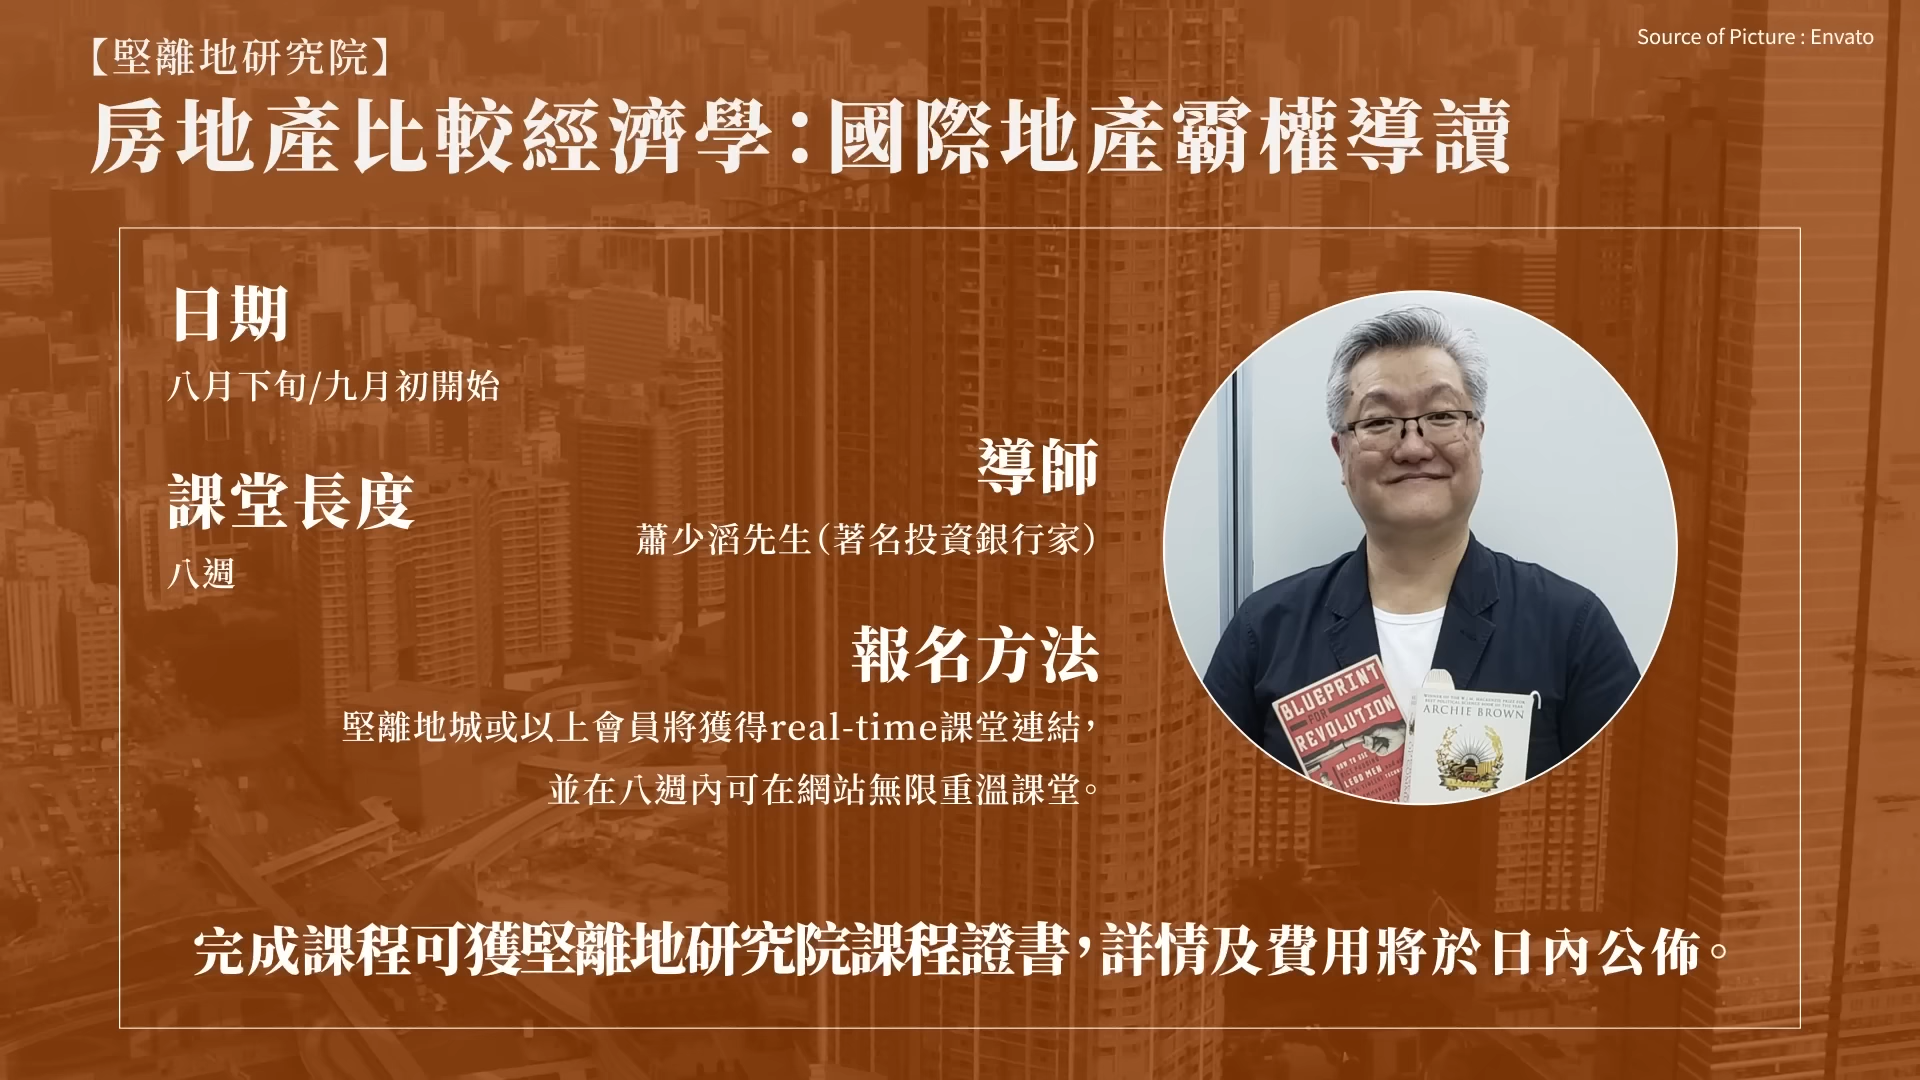 【堅離地研究院】
Source of Picture : Envato
房地產比較經濟學：國際地產霸權導讀
日期
八月下旬/九月初開始
課堂長度
八週
導師
蕭少滔先生（著名投資銀行家）
報名方法
堅離地城或以上會員將獲得real-time課堂連結，
並在八週內可在網站無限重溫課堂。
BLUEPRINT
FOR
REVOLUTION
HOW TO USE
LEGO MEN
ARCHIE BROWN
完成課程可獲堅離地研究院課程證書，詳情及費用將於日內公佈。